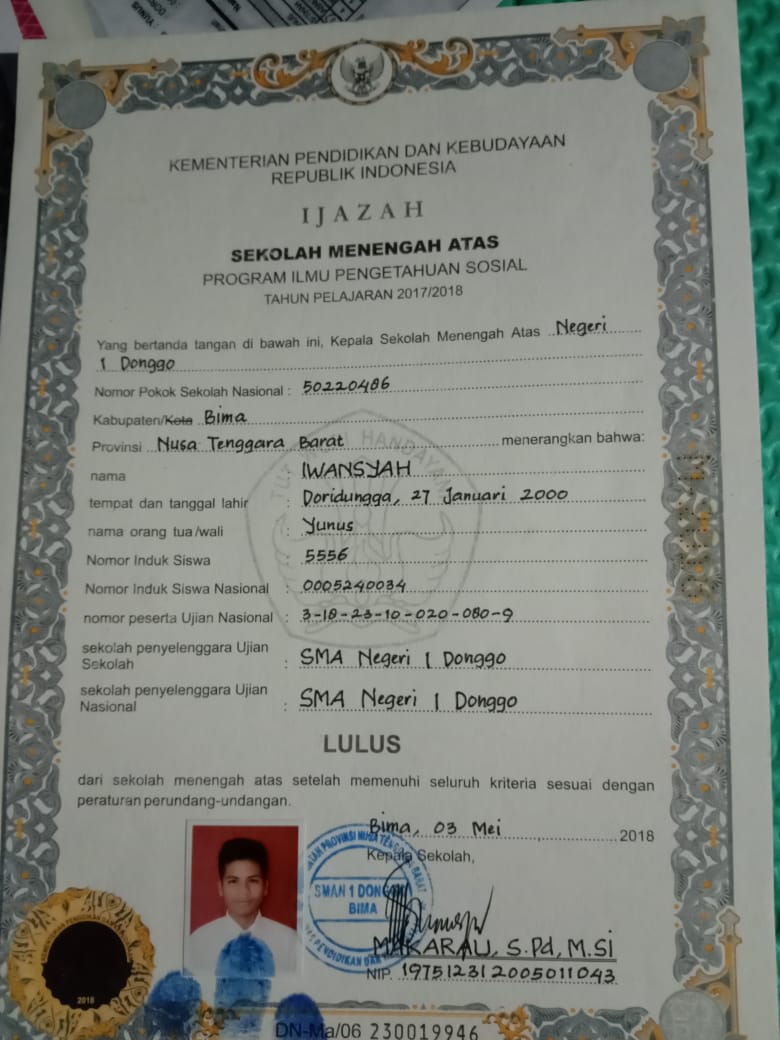 KEMENTERIAN PENDIDIKAN DAN KEBUDAYAAN
REPUBLIK INDONESIA
IJAZAH
SEKOLAH MENENGAH ATAS
PROGRAM ILMU PENGETAHUAN SOSIAL
TAHUN PELAJARAN 2017/2018
Yang bertanda tangan di bawah ini, Kepala Sekolah Menengah Atas Negeri
1 Donggo
Nomor Pokok Sekolah Nasional : 50220486
Kabupaten/Kota Bima
Provinsi Nusa Tenggara Barat menerangkan bahwa:
nama : IWANSYAH
tempat dan tanggal lahir : Doridungga, 27 Januari 2000
nama orang tua/wali : Yunus
Nomor Induk Siswa : 5556
Nomor Induk Siswa Nasional : 0005240034
nomor peserta Ujian Nasional : 3-18-23-10-020-080-9
sekolah penyelenggara Ujian
Sekolah : SMA Negeri 1 Donggo
sekolah penyelenggara Ujian
Nasional : SMA Negeri 1 Donggo
LULUS
dari sekolah menengah atas setelah memenuhi seluruh kriteria sesuai dengan
peraturan perundang-undangan.
Bima, 03 Mei 2018
Kepala Sekolah,
SMAN 1 DONGGO
BIMA
MAKARAU, S.Pd, M.Si
NIP. 197512312005011043
2018
DN-Ma/06 230019946